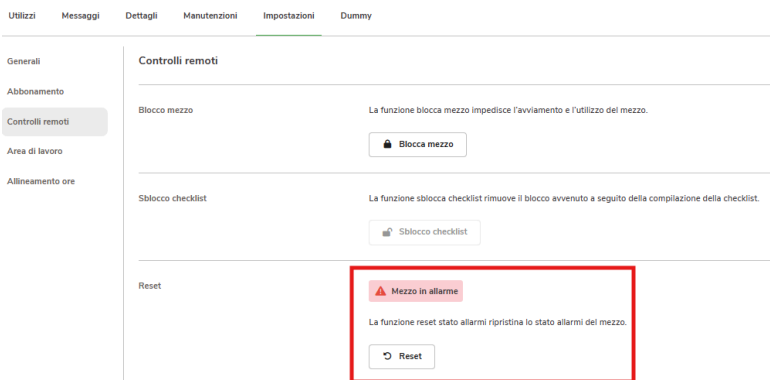 Utilizzi Messaggi Dettagli Manutenzioni Impostazioni Dummy
Generali
Abbonamento
Controlli remoti
Area di lavoro
Allineamento ore
Controlli remoti
Blocco mezzo
La funzione blocca mezzo impedisce l'avviamento e l'utilizzo del mezzo.
Blocca mezzo
Sblocco checklist
La funzione sblocca checklist rimuove il blocco avvenuto a seguito della compilazione della checklist.
Sblocco checklist
Reset
Mezzo in allarme
La funzione reset stato allarmi ripristina lo stato allarmi del mezzo.
Reset